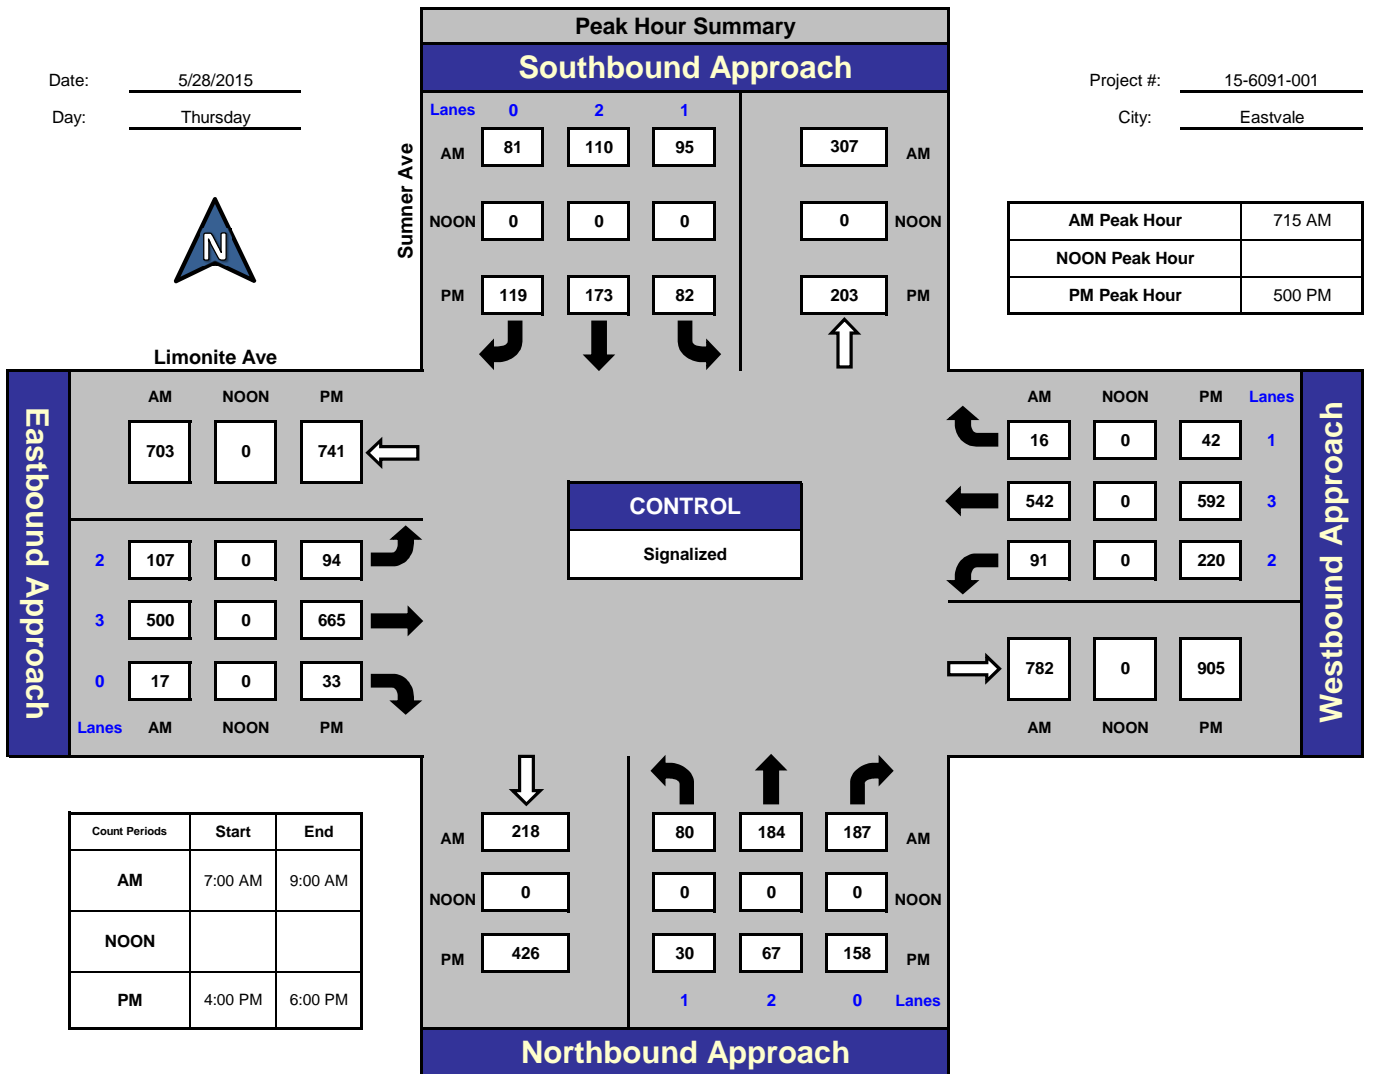 Peak Hour Summary
Southbound Approach
Date: 5/28/2015
Day: Thursday
Project #: 15-6091-001
City: Eastvale
N
Sumner Ave
Lanes 0 2 1
AM 81 110 95 307 AM
NOON 0 0 0 0 NOON
PM 119 173 82 203 PM
AM Peak Hour 715 AM
NOON Peak Hour
PM Peak Hour 500 PM
Limonite Ave
Eastbound Approach
AM NOON PM
703 0 741
2 107 0 94
3 500 0 665
0 17 0 33
Lanes AM NOON PM
CONTROL
Signalized
AM NOON PM Lanes
16 0 42 1
542 0 592 3
91 0 220 2
782 0 905
AM NOON PM
Westbound Approach
Count Periods Start End
AM 7:00 AM 9:00 AM
NOON
PM 4:00 PM 6:00 PM
AM 218 80 184 187 AM
NOON 0 0 0 0 NOON
PM 426 30 67 158 PM
1 2 0 Lanes
Northbound Approach